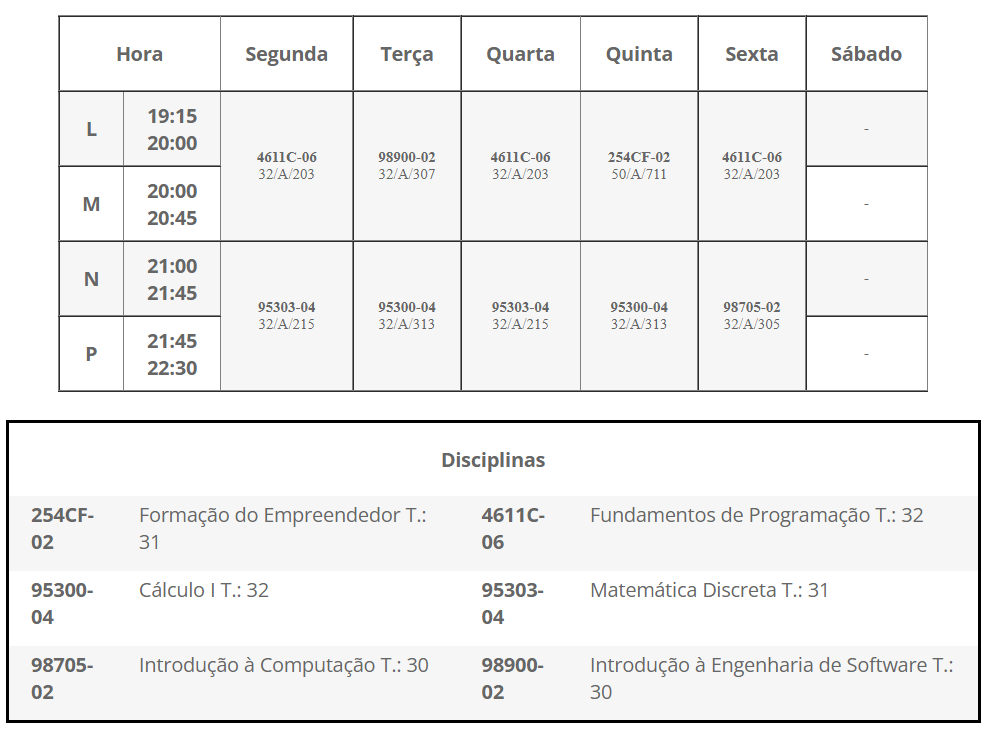 Hora Segunda Terça Quarta Quinta Sexta Sábado
L 19:15 -
20:00
4611C-06 98900-02 4611C-06 254CF-02 4611C-06
32/A/203 32/A/307 32/A/203 50/A/711 32/A/203
M 20:00 -
20:45
N 21:00 -
21:45
95303-04 95300-04 95303-04 95300-04 98705-02
32/A/215 32/A/313 32/A/215 32/A/313 32/A/305
P 21:45 -
22:30
Disciplinas
254CF- Formação do Empreendedor T.: 4611C- Fundamentos de Programação T.: 32
02 31 06
95300- Cálculo I T.: 32 95303- Matemática Discreta T.: 31
04 04
98705- Introdução à Computação T.: 30 98900- Introdução à Engenharia de Software T.:
02 02 30